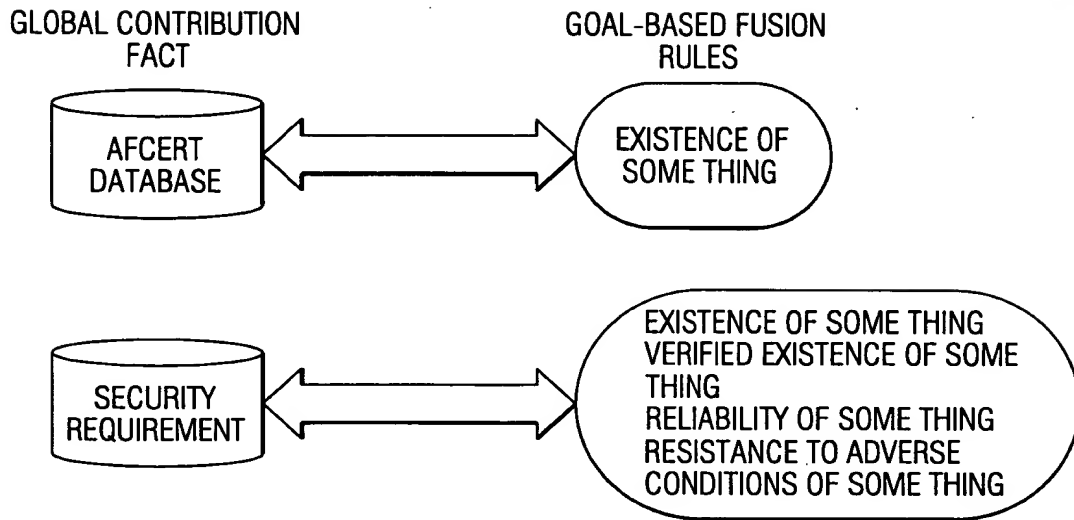 GLOBAL CONTRIBUTION
FACT
GOAL-BASED FUSION
RULES
AFCERT
DATABASE
EXISTENCE OF
SOME THING
SECURITY
REQUIREMENT
EXISTENCE OF SOME THING
VERIFIED EXISTENCE OF SOME
THING
RELIABILITY OF SOME THING
RESISTANCE TO ADVERSE
CONDITIONS OF SOME THING